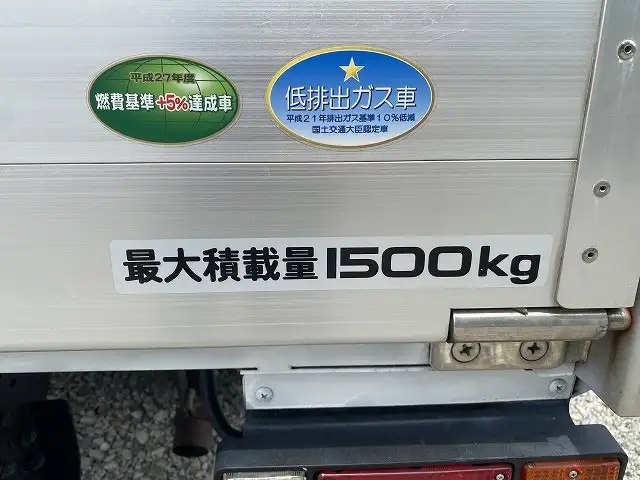 平成27年度
燃費基準+5%達成車
低排出ガス車
平成21年排出ガス基準10%低減
国土交通大臣認定車
最大積載量1500kg